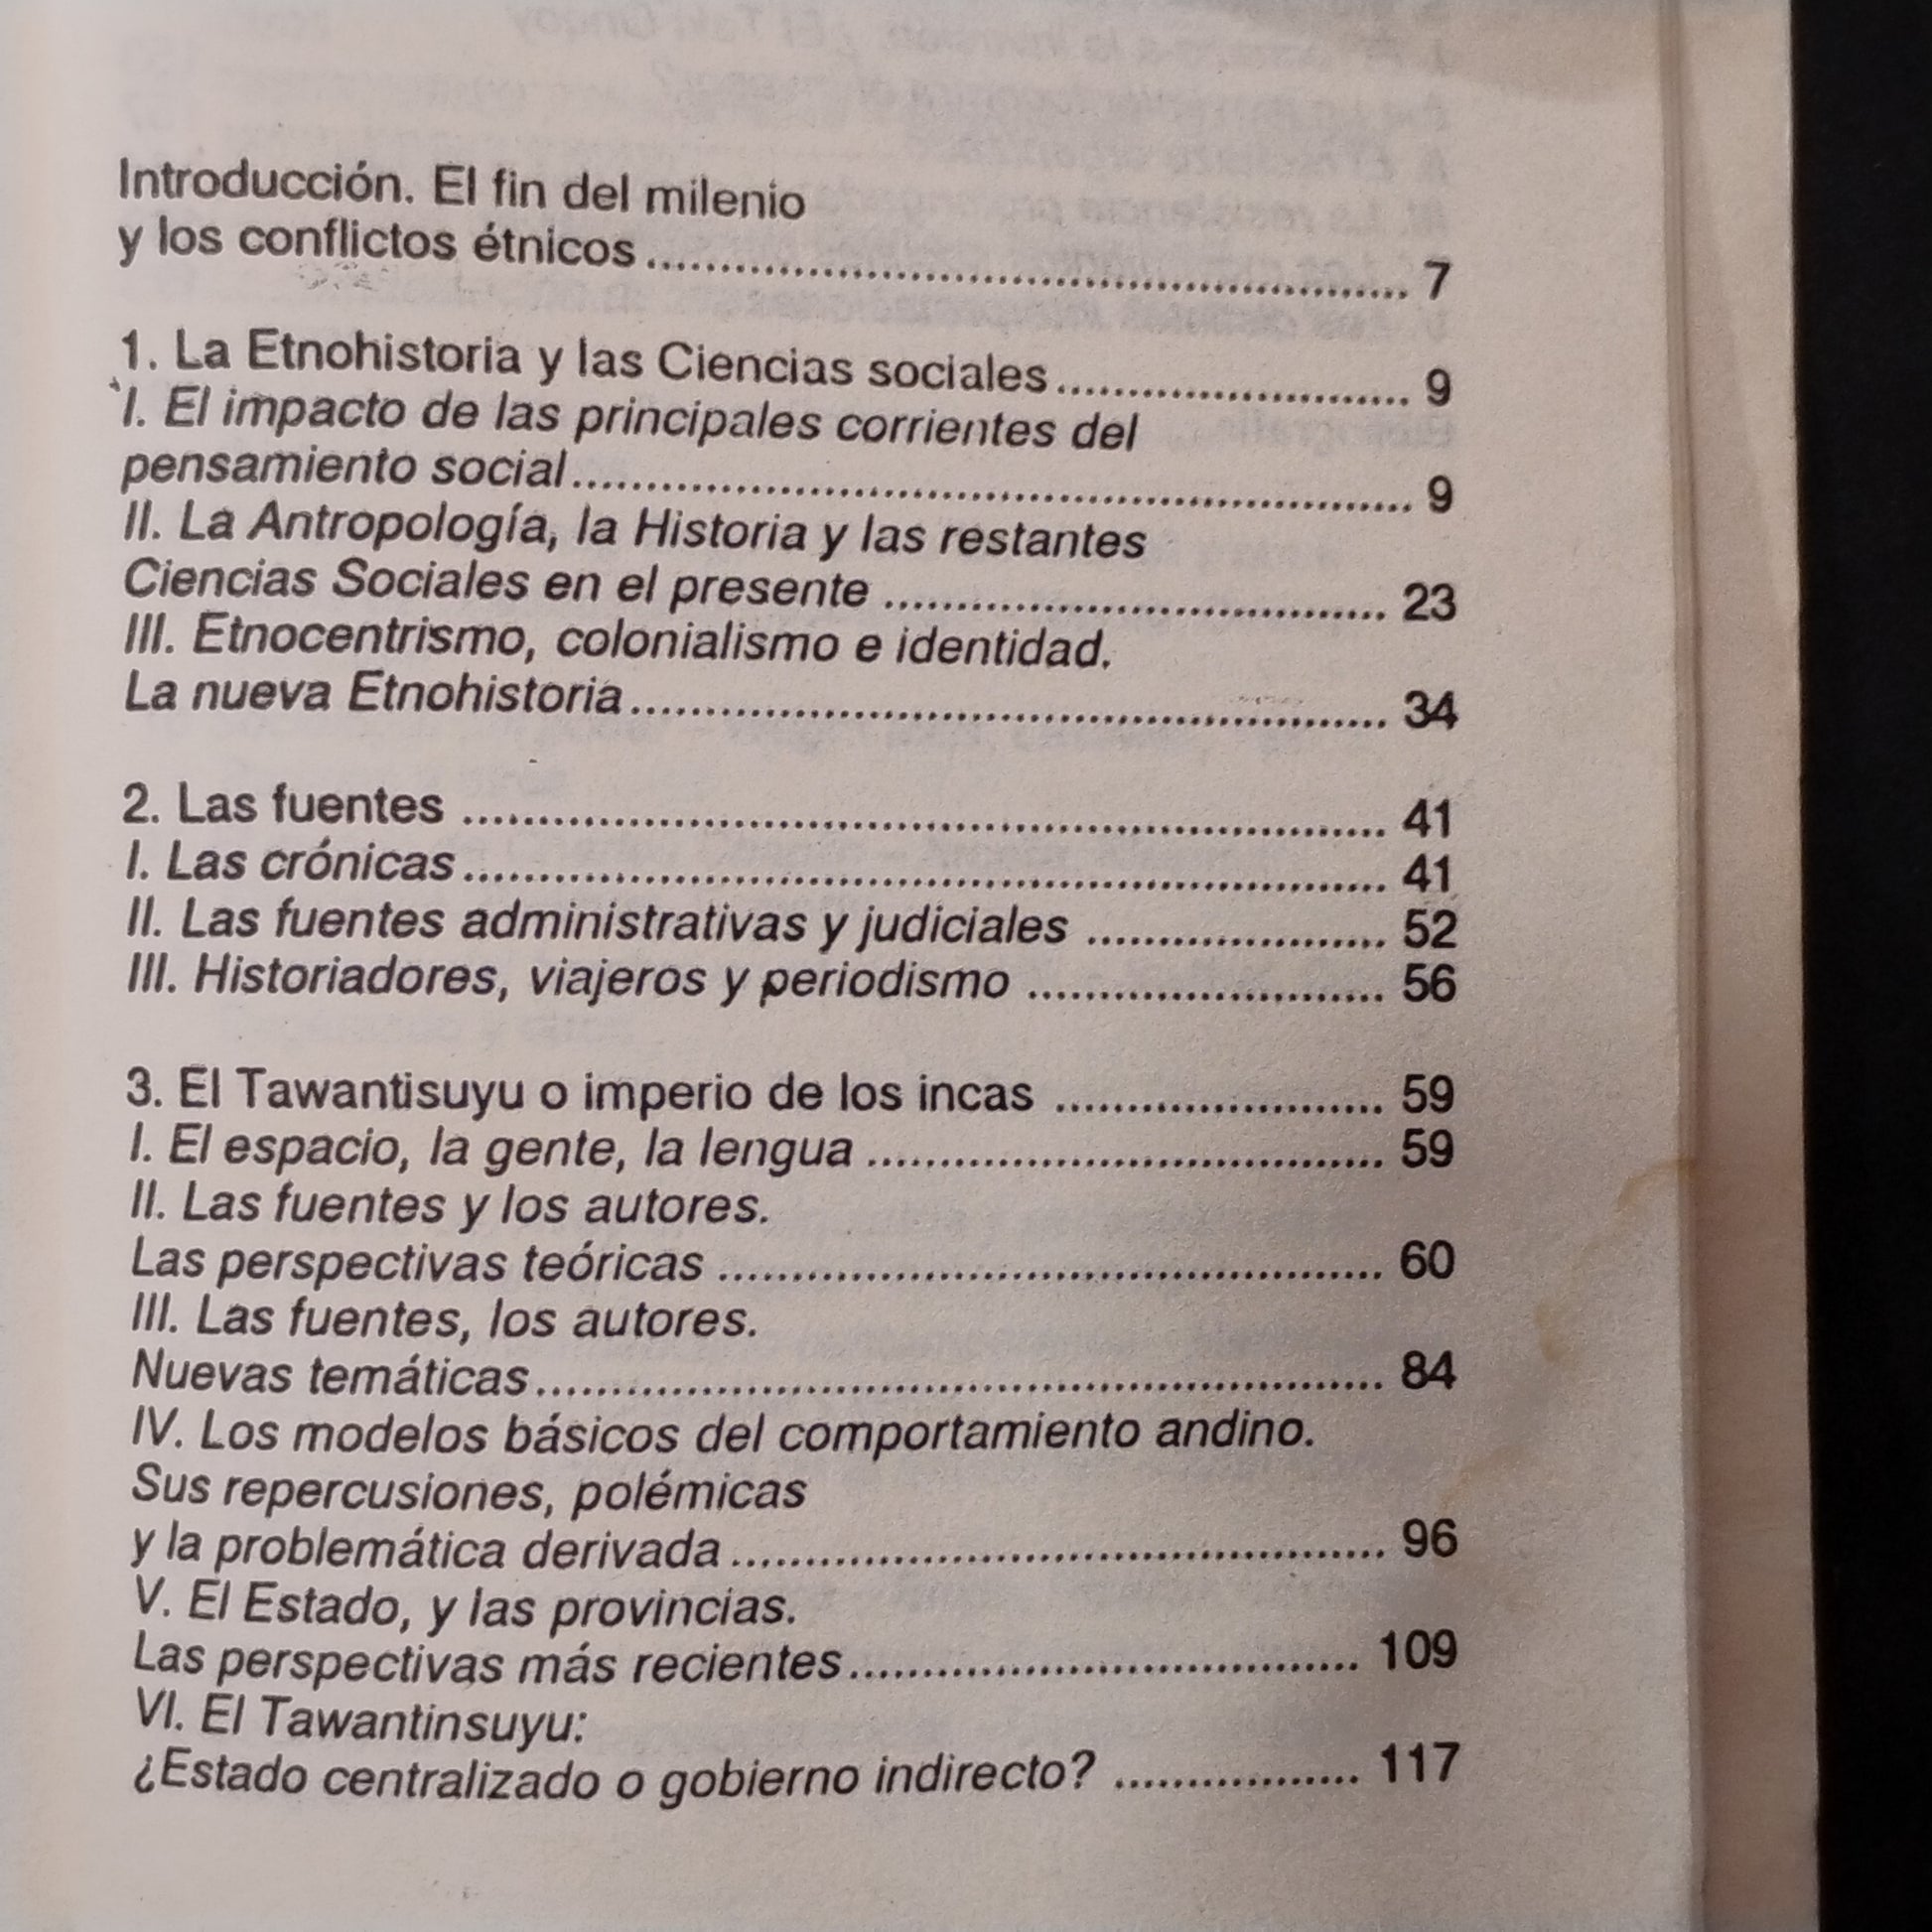 Introducción. El fin del milenio
y los conflictos étnicos ........................................................ 7
1. La Etnohistoria y las Ciencias sociales .......................... 9
I. El impacto de las principales corrientes del
pensamiento social ............................................................. 9
II. La Antropología, la Historia y las restantes
Ciencias Sociales en el presente .................................... 23
III. Etnocentrismo, colonialismo e identidad.
La nueva Etnohistoria ....................................................... 34
2. Las fuentes .................................................................... 41
I. Las crónicas .................................................................... 41
II. Las fuentes administrativas y judiciales ..................... 52
III. Historiadores, viajeros y periodismo .......................... 56
3. El Tawantisuyu o imperio de los incas ........................ 59
I. El espacio, la gente, la lengua ...................................... 59
II. Las fuentes y los autores.
Las perspectivas teóricas ................................................ 60
III. Las fuentes, los autores.
Nuevas temáticas .............................................................. 84
IV. Los modelos básicos del comportamiento andino.
Sus repercusiones, polémicas
y la problemática derivada ............................................... 96
V. El Estado, y las provincias.
Las perspectivas más recientes ..................................... 109
VI. El Tawantinsuyu:
¿Estado centralizado o gobierno indirecto? .................. 117